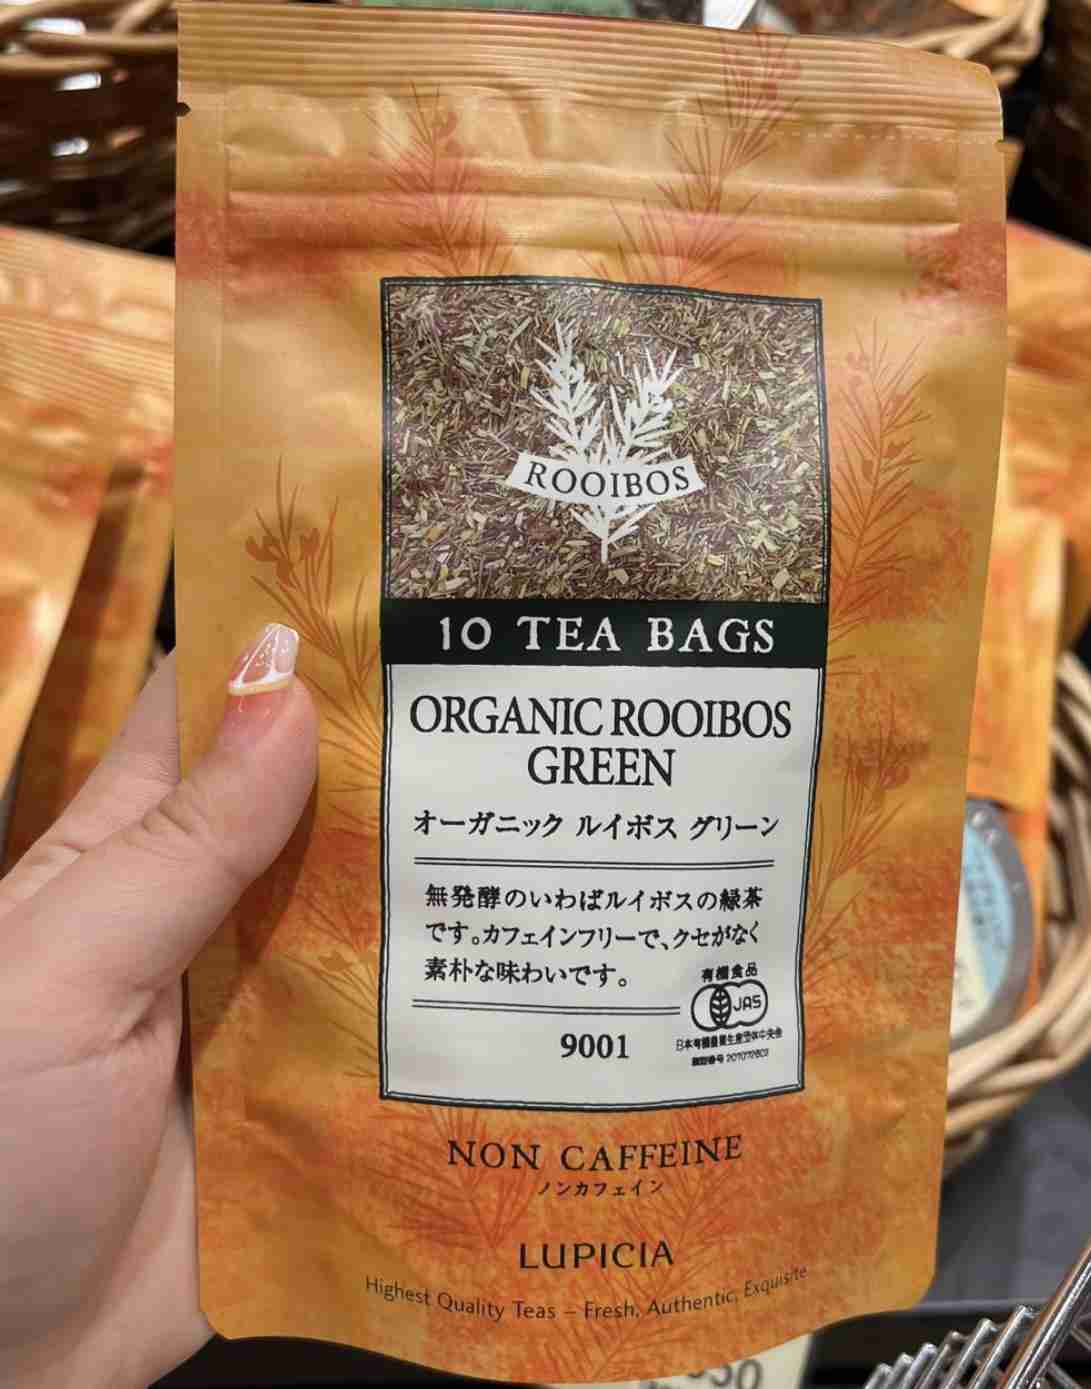 ROOIBOS
10 TEA BAGS
ORGANIC ROOIBOS
GREEN
オーガニック ルイボス グリーン
無発酵のいわばルイボスの緑茶
です。カフェインフリーで、クセがなく
素朴な味わいです。
有機食品
JAS
9001
NON CAFFEINE
ノンカフェイン
LUPICIA
Highest Quality Teas – Fresh, Authentic, Exquisite